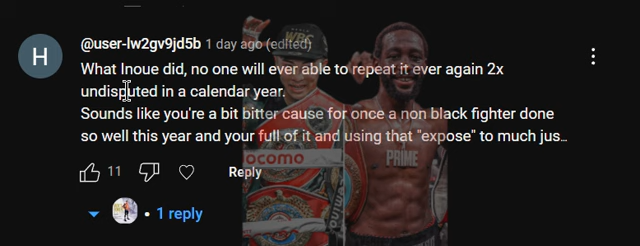 H
@user-lw2gv9jd5b 1 day ago (edited)
What Inoue did, no one will ever able to repeat it ever again 2x
undisputed in a calendar year.
Sounds like you're a bit bitter cause for once a non black fighter done
so well this year and your full of it and using that "expose" to much jus…
11
Reply
• 1 reply
WBC
docomo
PRIME